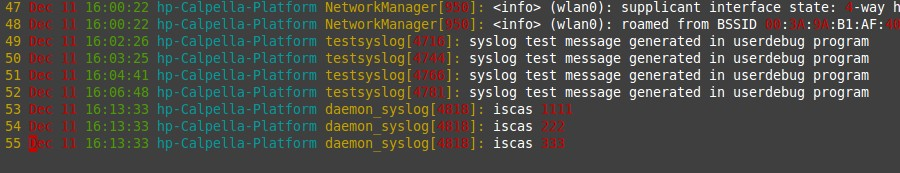 47 Dec 11 16:00:22 hp-Calpella-Platform NetworkManager[950]: <info> (wlan0): supplicant interface state: 4-way h
48 Dec 11 16:00:22 hp-Calpella-Platform NetworkManager[950]: <info> (wlan0): roamed from BSSID 00:3A:9A:B1:AF:40
49 Dec 11 16:02:26 hp-Calpella-Platform testsyslog[4716]: syslog test message generated in userdebug program
50 Dec 11 16:03:25 hp-Calpella-Platform testsyslog[4744]: syslog test message generated in userdebug program
51 Dec 11 16:04:41 hp-Calpella-Platform testsyslog[4766]: syslog test message generated in userdebug program
52 Dec 11 16:06:48 hp-Calpella-Platform testsyslog[4781]: syslog test message generated in userdebug program
53 Dec 11 16:13:33 hp-Calpella-Platform daemon_syslog[4818]: iscas 1111
54 Dec 11 16:13:33 hp-Calpella-Platform daemon_syslog[4818]: iscas 222
55 Dec 11 16:13:33 hp-Calpella-Platform daemon_syslog[4818]: iscas 333